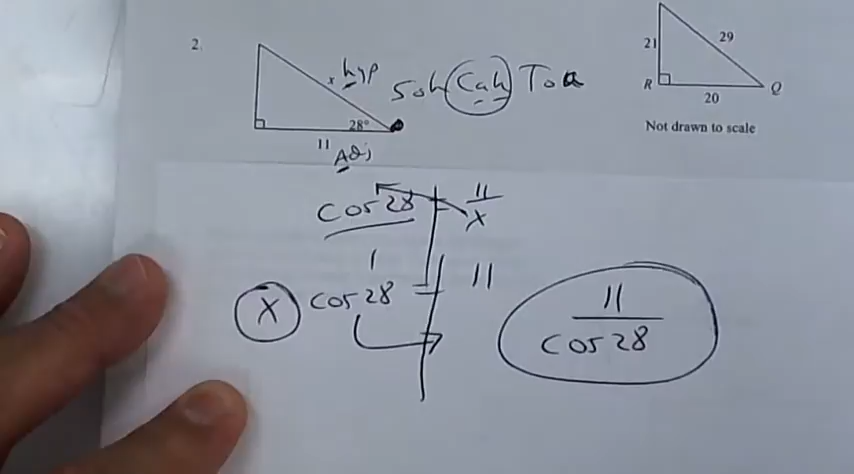 2.
x hyp
Soh Cah Toa
28°
11
Adj
21
29
R
Q
20
Not drawn to scale
cos 28 = 11/x
1
x cos 28 = 11
11/cos 28